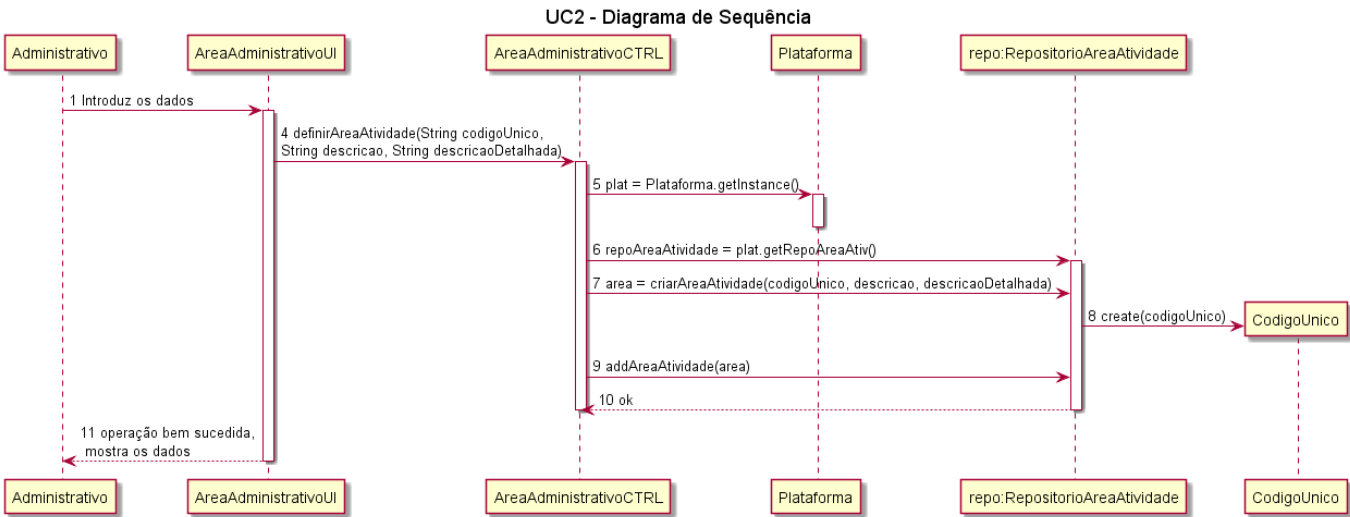 UC2 - Diagrama de Sequência
Administrativo
AreaAdministrativoUI
AreaAdministrativoCTRL
Plataforma
repo:RepositorioAreaAtividade
1 Introduz os dados
4 definirAreaAtividade(String codigoUnico,
String descricao, String descricaoDetalhada)
5 plat = Plataforma.getInstance()
6 repoAreaAtividade = plat.getRepoAreaAtiv()
7 area = criarAreaAtividade(codigoUnico, descricao, descricaoDetalhada)
8 create(codigoUnico)
CodigoUnico
9 addAreaAtividade(area)
10 ok
11 operação bem sucedida,
mostra os dados
Administrativo
AreaAdministrativoUI
AreaAdministrativoCTRL
Plataforma
repo:RepositorioAreaAtividade
CodigoUnico